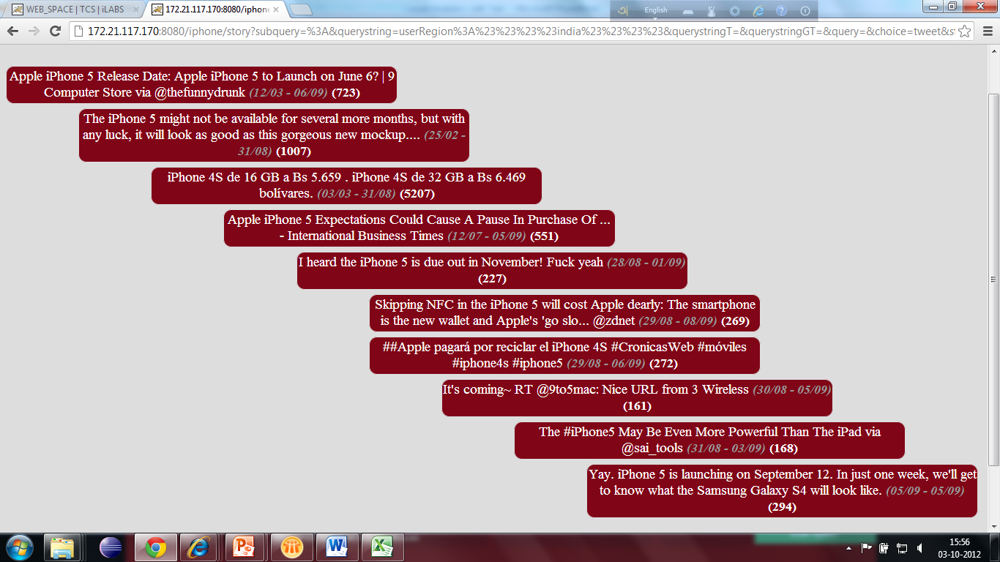 WEB_SPACE | TCS | iLABS
172.21.117.170:8080/iphon
English
172.21.117.170:8080/iphone/story?subquery=%3A&querystring=userRegion%3A%23%23%23%23india%23%23%23%23&querystringT=&querystringGT=&query=&choice=tweet&st
Apple iPhone 5 Release Date: Apple iPhone 5 to Launch on June 6? | 9
Computer Store via @thefunnydrunk (12/03 - 06/09) (723)
The iPhone 5 might not be available for several more months, but with
any luck, it will look as good as this gorgeous new mockup.... (25/02 -
31/08) (1007)
iPhone 4S de 16 GB a Bs 5.659 . iPhone 4S de 32 GB a Bs 6.469
bolívares. (03/03 - 31/08) (5207)
Apple iPhone 5 Expectations Could Cause A Pause In Purchase Of ...
- International Business Times (12/07 - 05/09) (551)
I heard the iPhone 5 is due out in November! Fuck yeah (28/08 - 01/09)
(227)
Skipping NFC in the iPhone 5 will cost Apple dearly: The smartphone
is the new wallet and Apple's 'go slo... @zdnet (29/08 - 08/09) (269)
##Apple pagará por reciclar el iPhone 4S #CronicasWeb #móviles
#iphone4s #iphone5 (29/08 - 06/09) (272)
It's coming~ RT @9to5mac: Nice URL from 3 Wireless (30/08 - 05/09)
(161)
The #iPhone5 May Be Even More Powerful Than The iPad via
@sai_tools (31/08 - 03/09) (168)
Yay. iPhone 5 is launching on September 12. In just one week, we'll get
to know what the Samsung Galaxy S4 will look like. (05/09 - 05/09)
(294)
15:56
03-10-2012